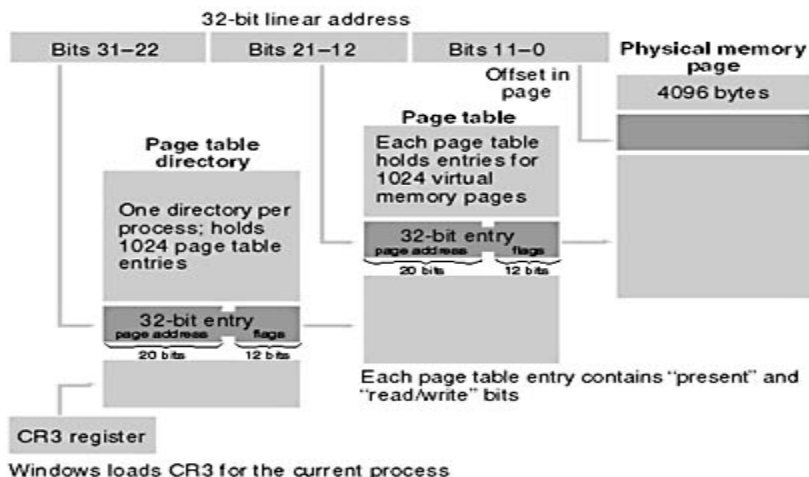 32-bit linear address
Bits 31–22
Bits 21–12
Bits 11–0
Physical memory
page
Offset in
page
4096 bytes
Page table
Each page table
holds entries for
1024 virtual
memory pages
Page table
directory
One directory per
process; holds
1024 page table
entries
32-bit entry
page address
flags
20 bits
12 bits
32-bit entry
page address
flags
20 bits
12 bits
Each page table entry contains “present” and
“read/write” bits
CR3 register
Windows loads CR3 for the current process